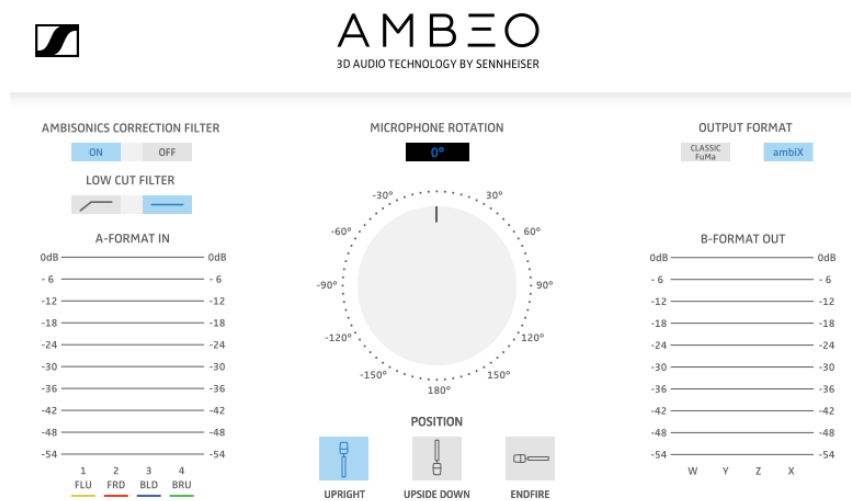 AMBEO
3D AUDIO TECHNOLOGY BY SENNHEISER
AMBISONICS CORRECTION FILTER
ON OFF
LOW CUT FILTER
A-FORMAT IN
0dB 0dB
- 6 - 6
-12 -12
-18 -18
-24 -24
-30 -30
-36 -36
-42 -42
-48 -48
-54 -54
1 2 3 4
FLU FRD BLD BRU
MICROPHONE ROTATION
0°
-30° 30°
-60° 60°
-90° 90°
-120° 120°
-150° 150°
180°
POSITION
UPRIGHT UPSIDE DOWN ENDFIRE
OUTPUT FORMAT
CLASSIC
FuMa
ambiX
B-FORMAT OUT
0dB 0dB
- 6 - 6
-12 -12
-18 -18
-24 -24
-30 -30
-36 -36
-42 -42
-48 -48
-54 -54
W Y Z X